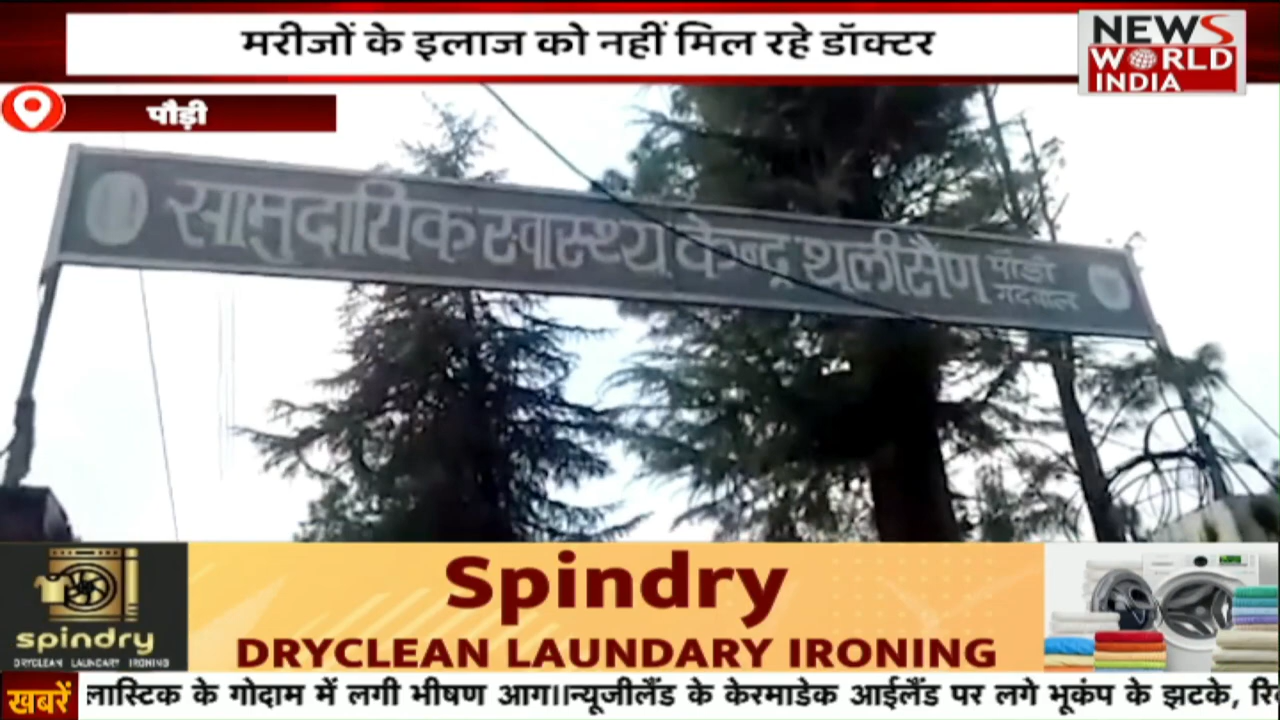 मरीजों के इलाज को नहीं मिल रहे डॉक्टर
NEWS
WORLD
INDIA
पौड़ी
सामुदायिक स्वास्थ्य केन्द्र थलीसैण पौडी
गढवाल
Spindry
DRYCLEAN LAUNDARY IRONING
spindry
DRYCLEAN LAUNDARY IRONING
खबरें
लास्टिक के गोदाम में लगी भीषण आग।।न्यूजीलैंड के केरमाडेक आईलैंड पर लगे भूकंप के झटके, रि